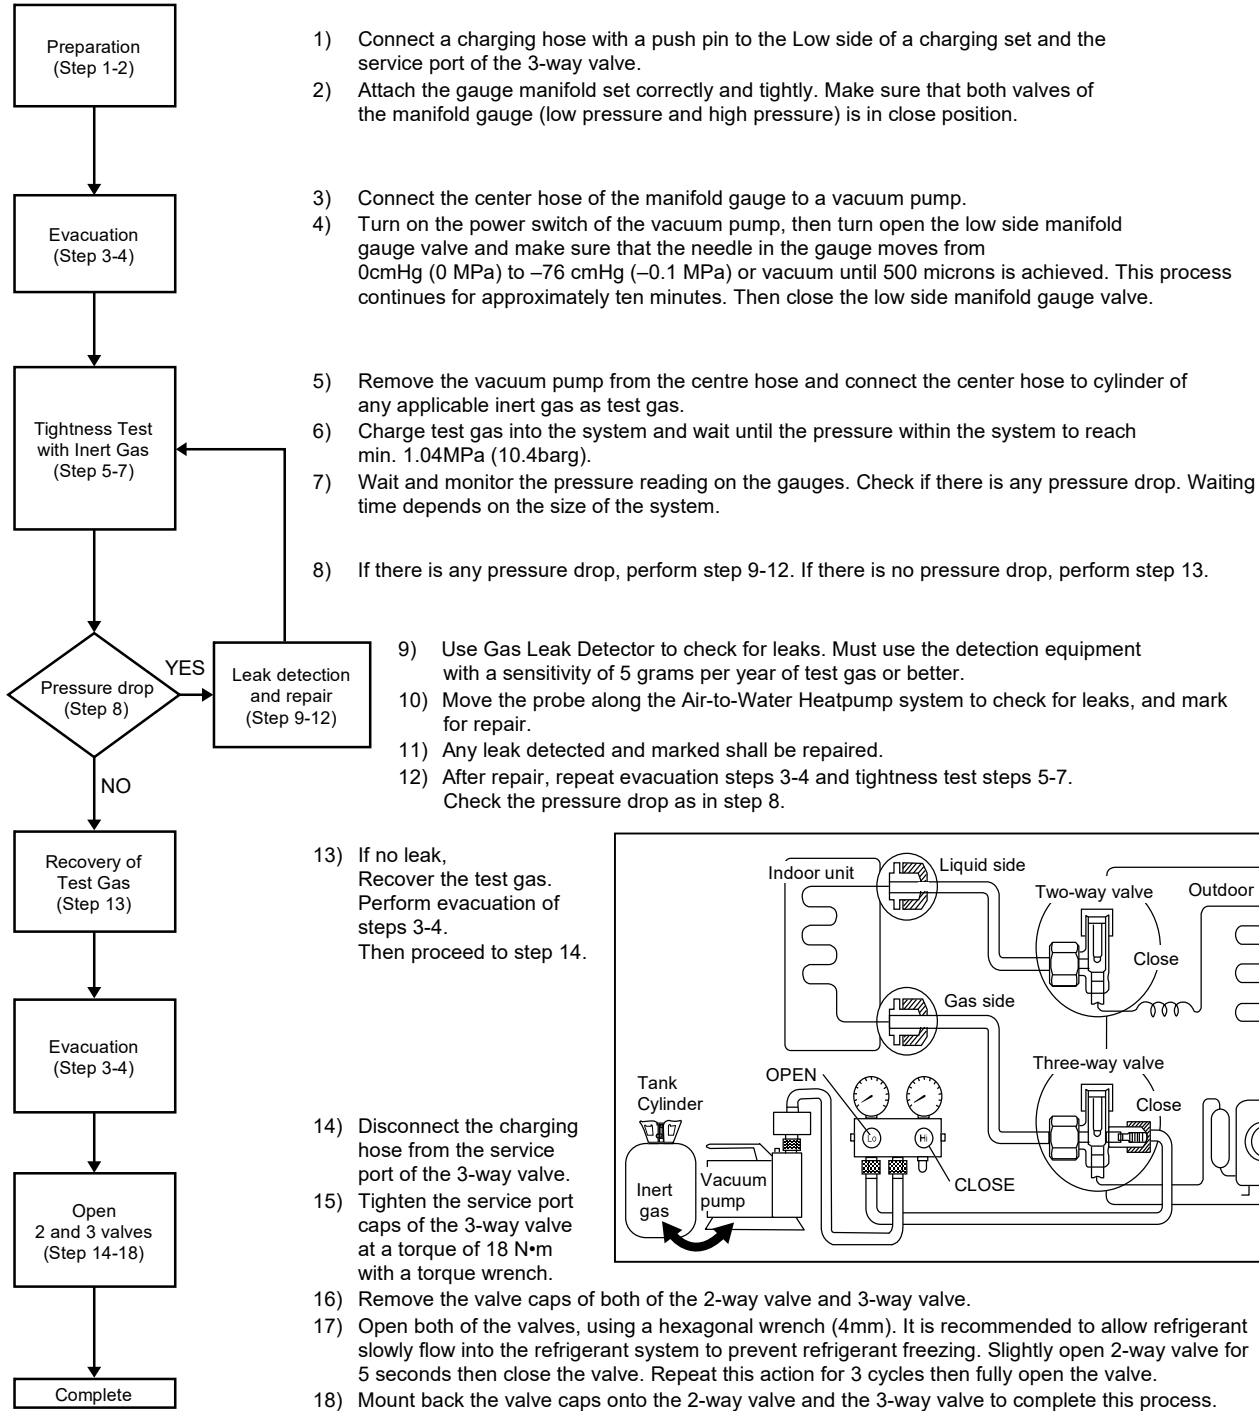 Preparation
(Step 1-2)
1) Connect a charging hose with a push pin to the Low side of a charging set and the
service port of the 3-way valve.
2) Attach the gauge manifold set correctly and tightly. Make sure that both valves of
the manifold gauge (low pressure and high pressure) is in close position.
Evacuation
(Step 3-4)
3) Connect the center hose of the manifold gauge to a vacuum pump.
4) Turn on the power switch of the vacuum pump, then turn open the low side manifold
gauge valve and make sure that the needle in the gauge moves from
0cmHg (0 MPa) to –76 cmHg (–0.1 MPa) or vacuum until 500 microns is achieved. This process
continues for approximately ten minutes. Then close the low side manifold gauge valve.
Tightness Test
with Inert Gas
(Step 5-7)
5) Remove the vacuum pump from the centre hose and connect the center hose to cylinder of
any applicable inert gas as test gas.
6) Charge test gas into the system and wait until the pressure within the system to reach
min. 1.04MPa (10.4barg).
7) Wait and monitor the pressure reading on the gauges. Check if there is any pressure drop. Waiting
time depends on the size of the system.
8) If there is any pressure drop, perform step 9-12. If there is no pressure drop, perform step 13.
Pressure drop
(Step 8)
YES
NO
Leak detection
and repair
(Step 9-12)
9) Use Gas Leak Detector to check for leaks. Must use the detection equipment
with a sensitivity of 5 grams per year of test gas or better.
10) Move the probe along the Air-to-Water Heatpump system to check for leaks, and mark
for repair.
11) Any leak detected and marked shall be repaired.
12) After repair, repeat evacuation steps 3-4 and tightness test steps 5-7.
Check the pressure drop as in step 8.
Recovery of
Test Gas
(Step 13)
13) If no leak,
Recover the test gas.
Perform evacuation of
steps 3-4.
Then proceed to step 14.
Evacuation
(Step 3-4)
Open
2 and 3 valves
(Step 14-18)
14) Disconnect the charging
hose from the service
port of the 3-way valve.
15) Tighten the service port
caps of the 3-way valve
at a torque of 18 N•m
with a torque wrench.
Indoor unit
Liquid side
Two-way valve
Outdoor
Close
Gas side
Three-way valve
Close
OPEN
Tank
Cylinder
Lo
Hi
CLOSE
Inert
gas
Vacuum
pump
16) Remove the valve caps of both of the 2-way valve and 3-way valve.
17) Open both of the valves, using a hexagonal wrench (4mm). It is recommended to allow refrigerant
slowly flow into the refrigerant system to prevent refrigerant freezing. Slightly open 2-way valve for
5 seconds then close the valve. Repeat this action for 3 cycles then fully open the valve.
18) Mount back the valve caps onto the 2-way valve and the 3-way valve to complete this process.
Complete